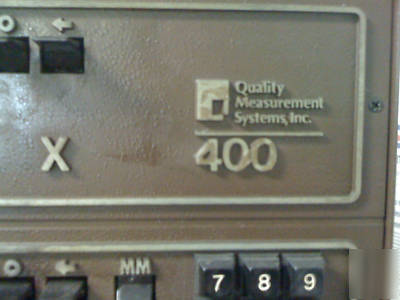 Quality
Measurement
Systems, Inc.
X 400
MM
7 8 9